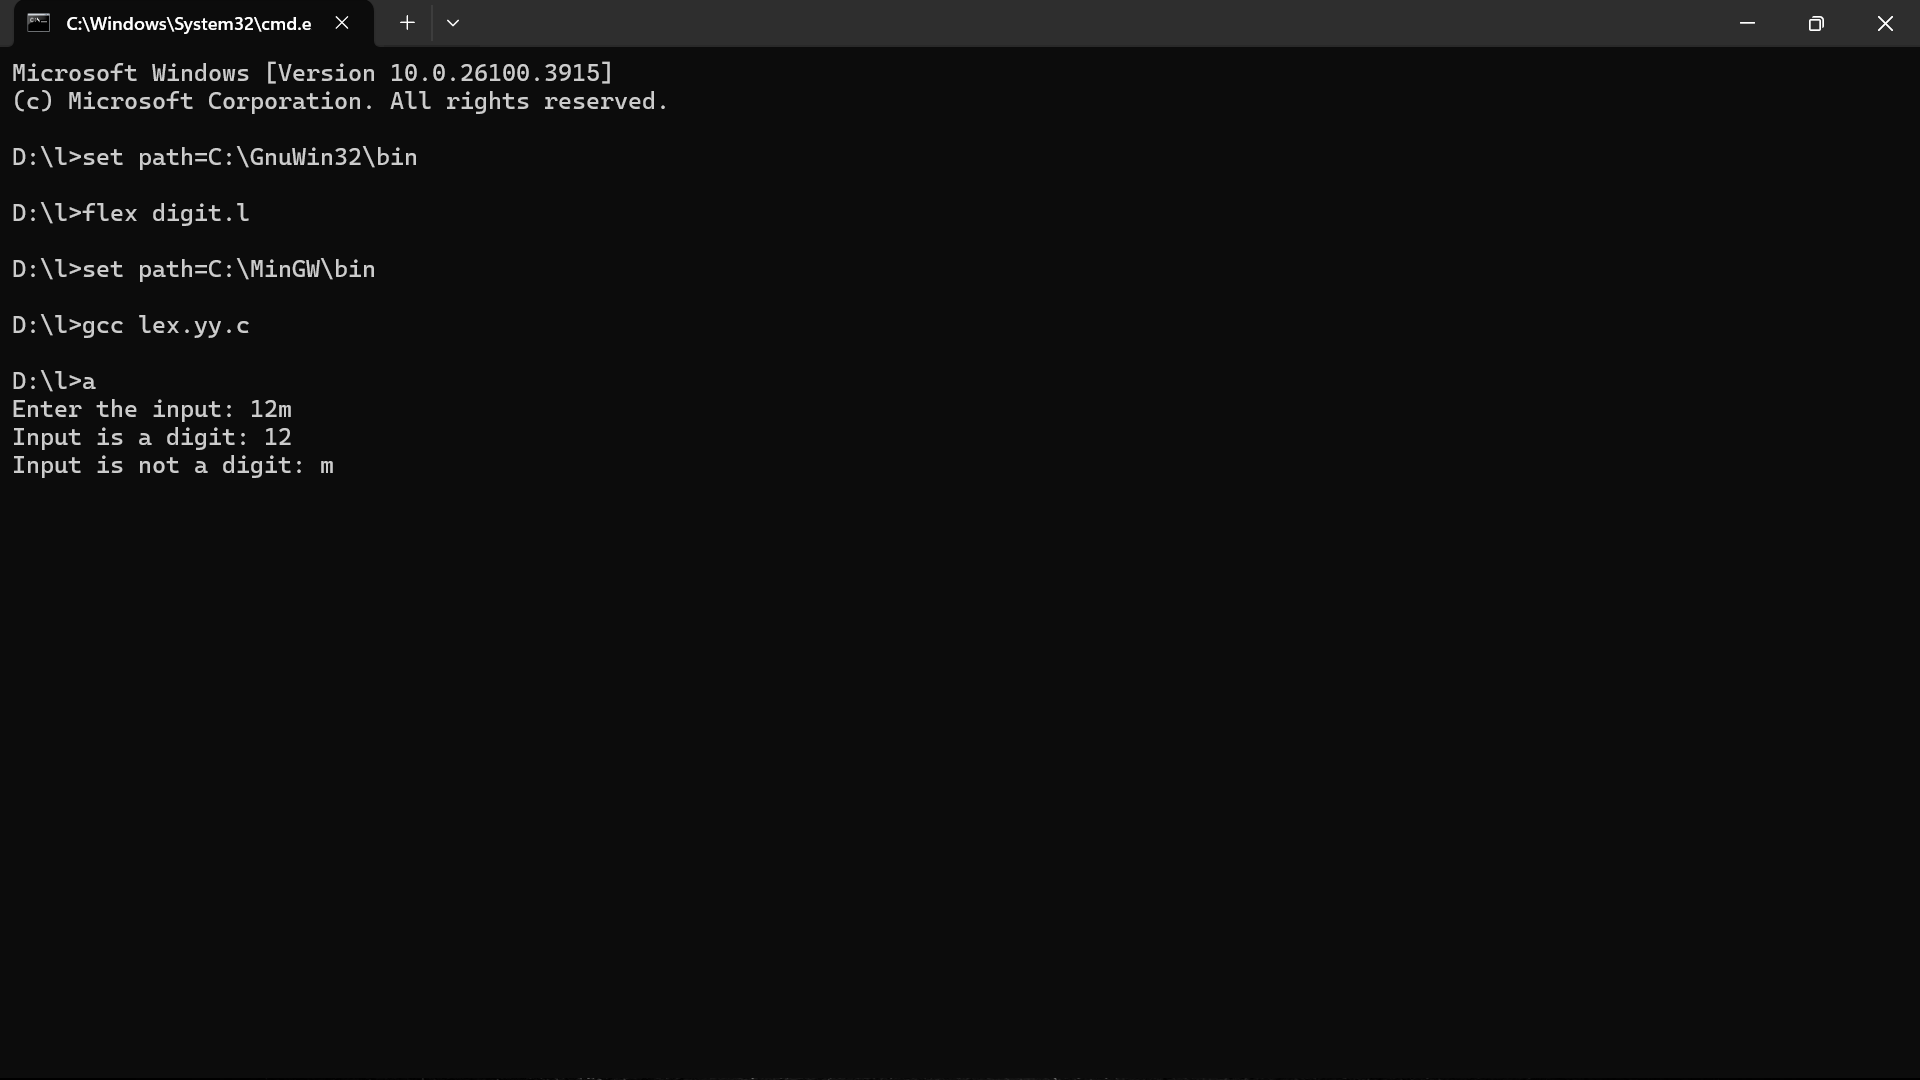 C:\Windows\System32\cmd.e
Microsoft Windows [Version 10.0.26100.3915]
(c) Microsoft Corporation. All rights reserved.
D:\l>set path=C:\GnuWin32\bin
D:\l>flex digit.l
D:\l>set path=C:\MinGW\bin
D:\l>gcc lex.yy.c
D:\l>a
Enter the input: 12m
Input is a digit: 12
Input is not a digit: m